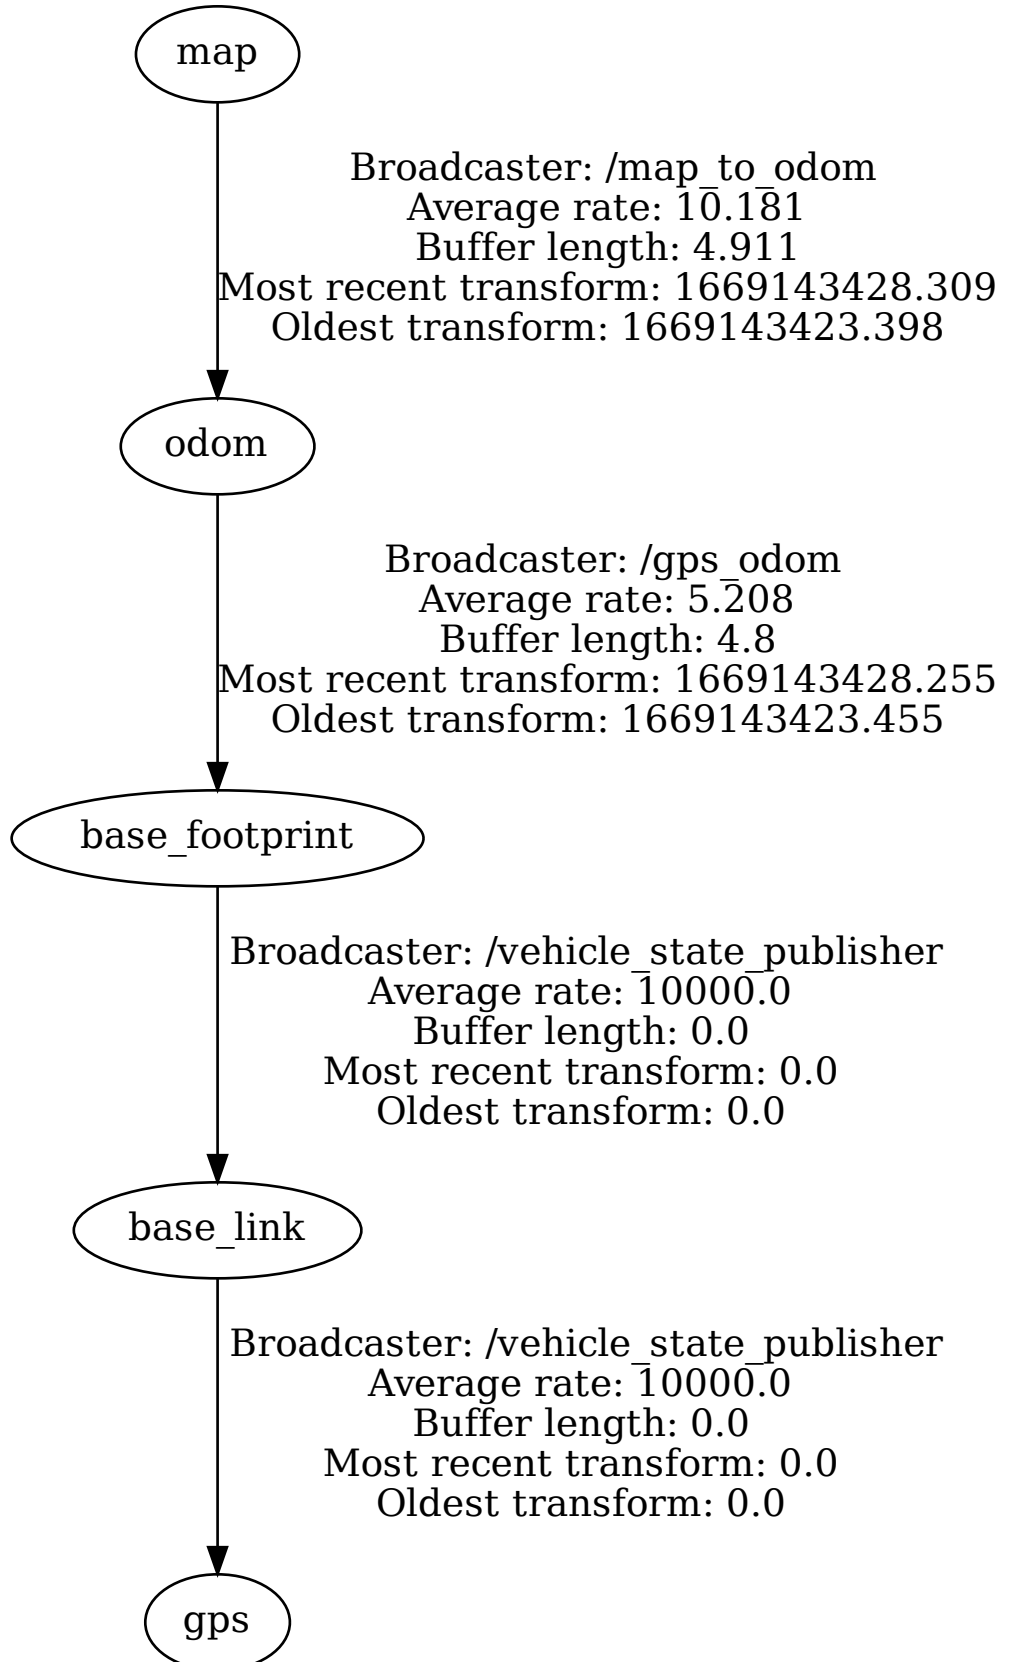 map
Broadcaster: /map_to_odom
Average rate: 10.181
Buffer length: 4.911
Most recent transform: 1669143428.309
Oldest transform: 1669143423.398
odom
Broadcaster: /gps_odom
Average rate: 5.208
Buffer length: 4.8
Most recent transform: 1669143428.255
Oldest transform: 1669143423.455
base_footprint
Broadcaster: /vehicle_state_publisher
Average rate: 10000.0
Buffer length: 0.0
Most recent transform: 0.0
Oldest transform: 0.0
base_link
Broadcaster: /vehicle_state_publisher
Average rate: 10000.0
Buffer length: 0.0
Most recent transform: 0.0
Oldest transform: 0.0
gps